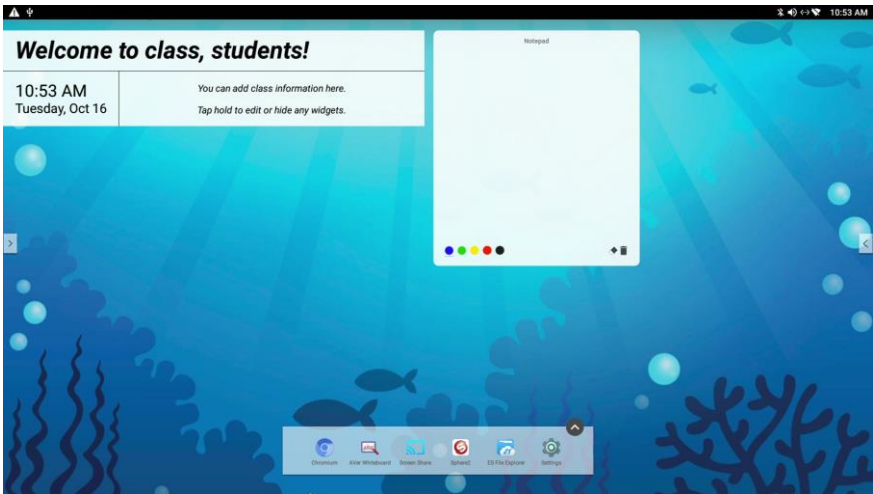 10:53 AM
Welcome to class, students!
10:53 AM
Tuesday, Oct 16
You can add class information here.
Tap hold to edit or hide any widgets.
Notepad
Chromium
AVer Whiteboard
Screen Share
Sphere2
ES File Explorer
Settings